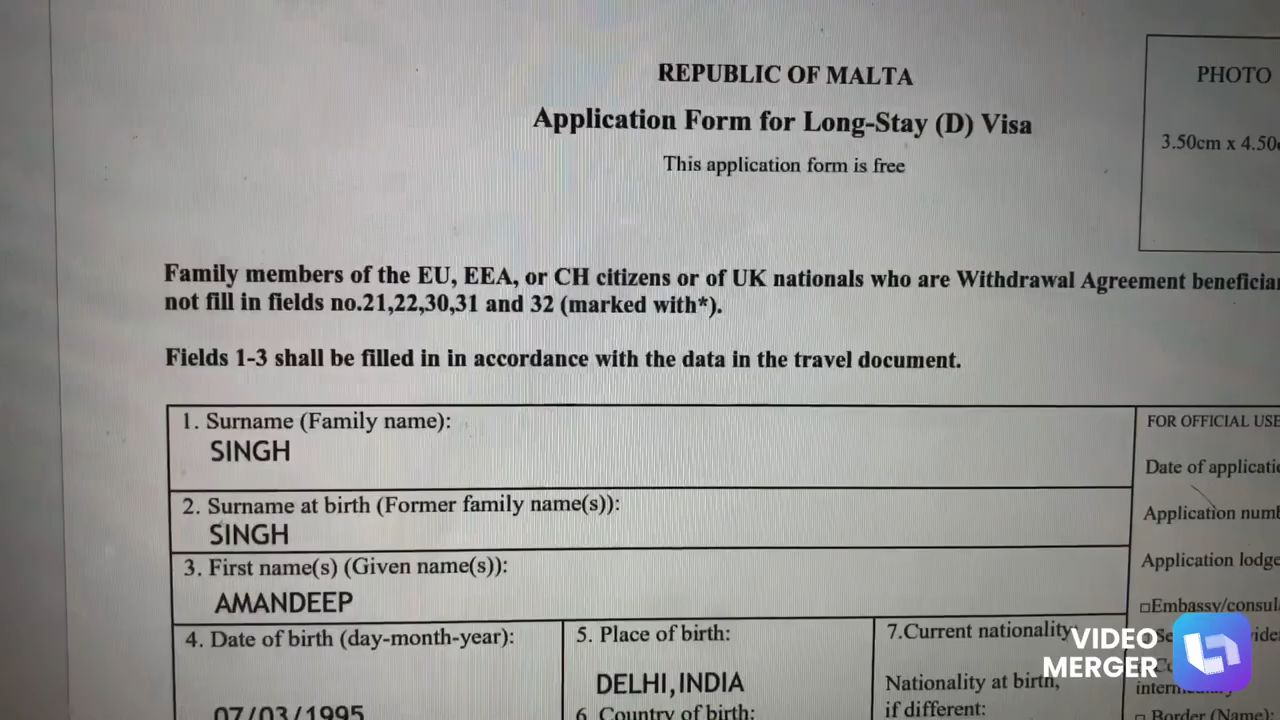 REPUBLIC OF MALTA
Application Form for Long-Stay (D) Visa
This application form is free
PHOTO
3.50cm x 4.50
Family members of the EU, EEA, or CH citizens or of UK nationals who are Withdrawal Agreement
not fill in fields no.21,22,30,31 and 32 (marked with*).
Fields 1-3 shall be filled in in accordance with the data in the travel document.
1. Surname (Family name):
SINGH
2. Surname at birth (Former family name(s)):
SINGH
3. First name(s) (Given name(s)):
AMANDEEP
4. Date of birth (day-month-year):
07/03/1995
5. Place of birth:
DELHI, INDIA
6. Country of birth:
7.Current nationality
Nationality at birth,
if different:
FOR OFFICIAL USE
Date of
Application
Application
□Embassy/
□ Border (Name):
VIDEO
MERGER